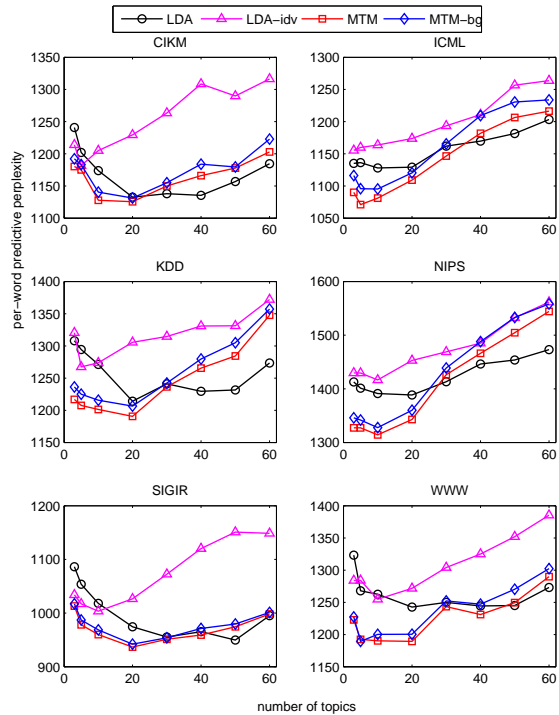 LDA LDA-idv MTM MTM-bg
CIKM
1350
1300
1250
1200
1150
1100
0 20 40 60
ICML
1350
1300
1250
1200
1150
1100
1050
0 20 40 60
per-word predictive perplexity
KDD
1400
1350
1300
1250
1200
1150
0 20 40 60
NIPS
1600
1500
1400
1300
0 20 40 60
SIGIR
1200
1100
1000
900
0 20 40 60
WWW
1400
1350
1300
1250
1200
1150
0 20 40 60
number of topics